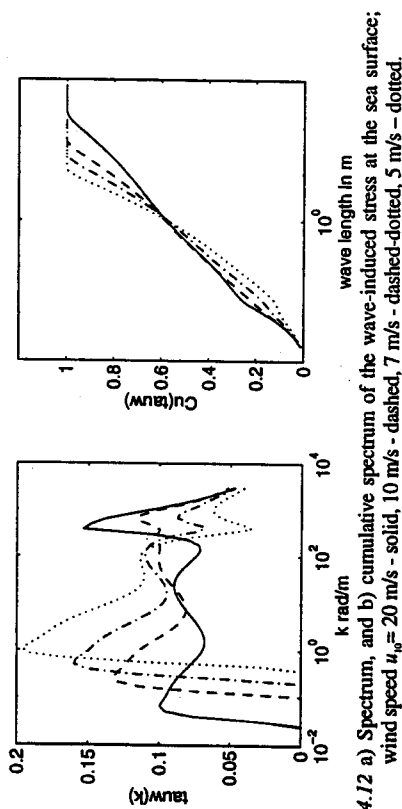 0.2
0.15
0.1
0.05
0
tauw(k)
10^-2
10^0
10^2
10^4
k rad/m
1
0.8
0.6
0.4
0.2
0
Cu(tauw)
10^0
wave length ln m
4.12 a) Spectrum, and b) cumulative spectrum of the wave-induced stress at the sea surface;
wind speed u_10= 20 m/s - solid, 10 m/s - dashed, 7 m/s - dashed-dotted, 5 m/s – dotted.